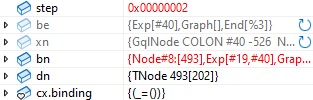 step 0x00000002
be {Exp[#40],Graph[],End[%3]}
xn {GqlNode COLON #40 -526 N
bn {Node#8:[493],Exp[#19,#40],Gra
dn {TNode 493[202]}
cx.binding {(_=())}